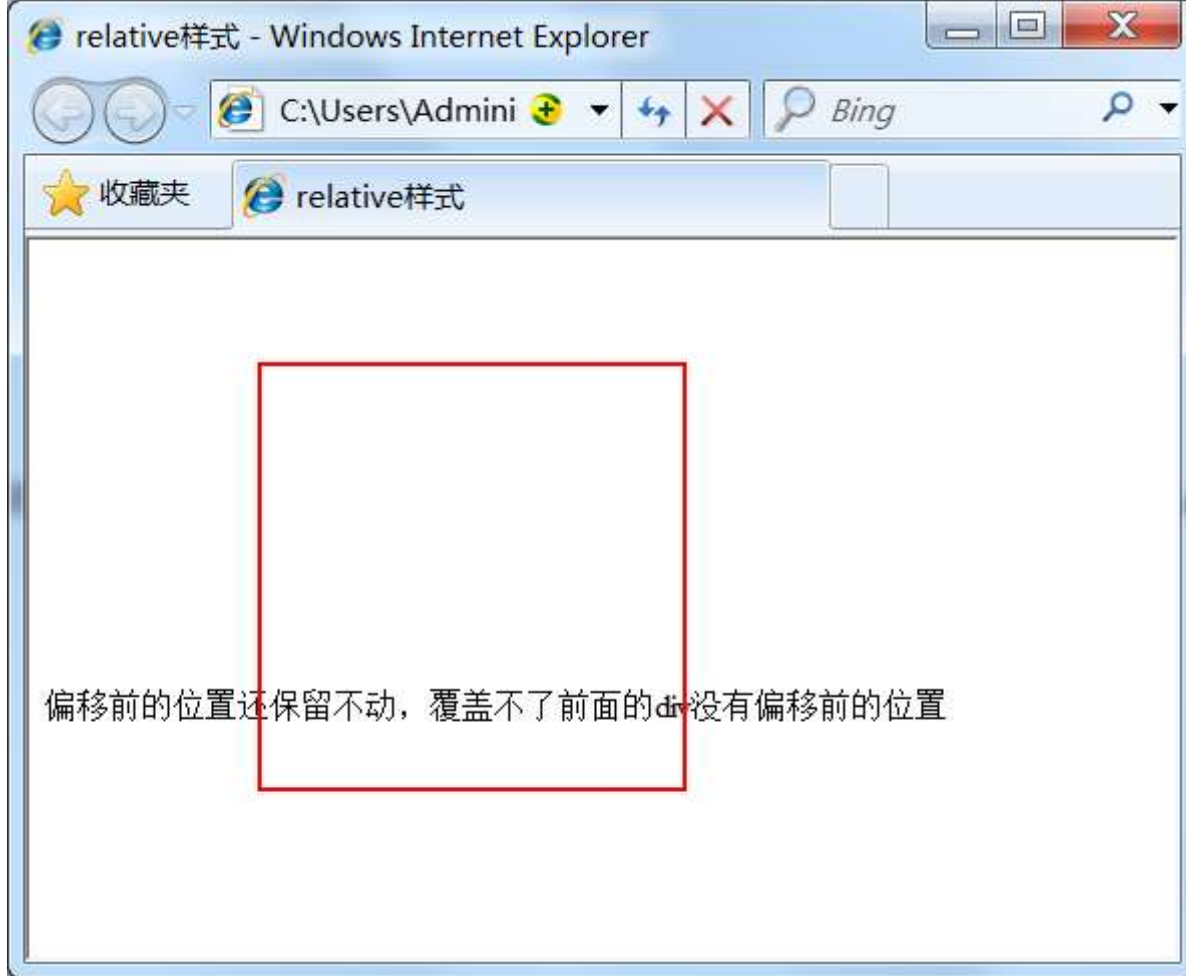 relative样式 - Windows Internet Explorer
C:\Users\Admini
Bing
收藏夹
relative样式
偏移前的位置还保留不动，覆盖不了前面的div没有偏移前的位置